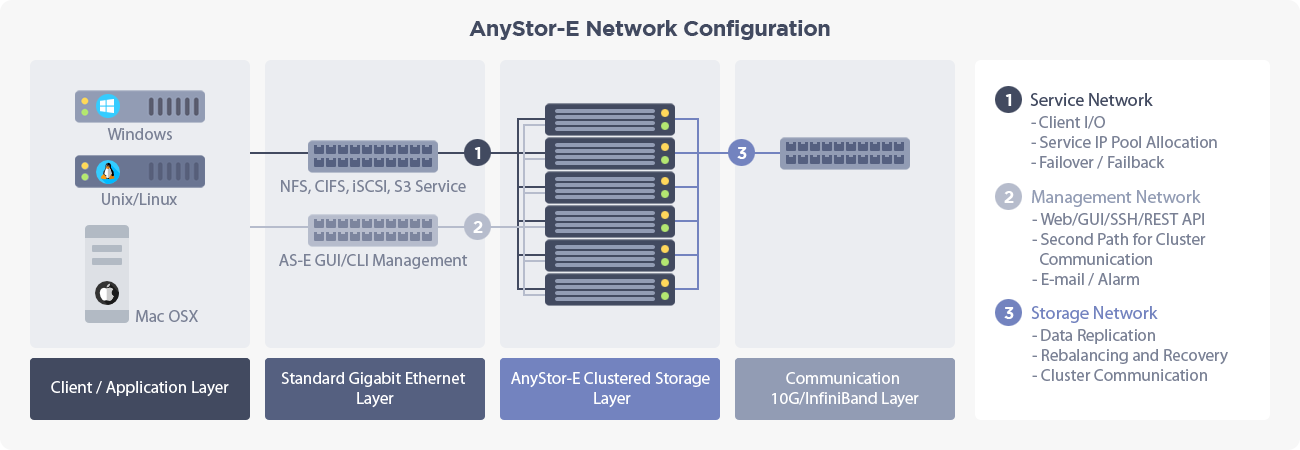 AnyStor-E Network Configuration
Windows
Unix/Linux
Mac OSX
Client / Application Layer
1
NFS, CIFS, iSCSI, S3 Service
2
AS-E GUI/CLI Management
Standard Gigabit Ethernet
Layer
AnyStor-E Clustered Storage
Layer
3
Communication
10G/InfiniBand Layer
1 Service Network
- Client I/O
- Service IP Pool Allocation
- Failover / Failback
2 Management Network
- Web/GUI/SSH/REST API
- Second Path for Cluster
Communication
- E-mail / Alarm
3 Storage Network
- Data Replication
- Rebalancing and Recovery
- Cluster Communication